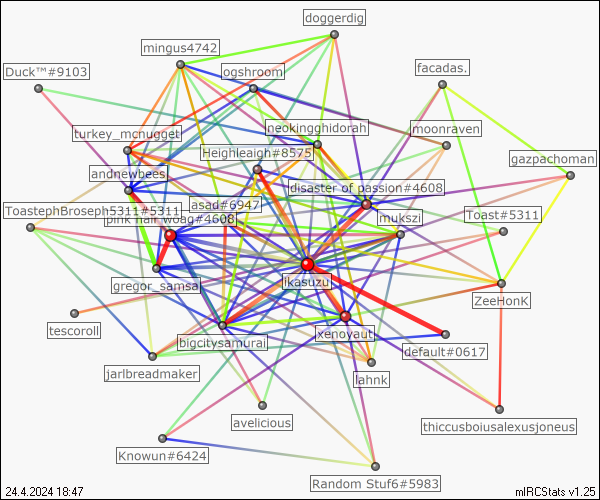 doggerdig
mingus4742
Duck™#9103
ogshroom
facadas.
turkey_mcnugget
neokingghidorah
moonraven
Heighleaigh#8575
gazpachoman
andnewbees
disaster of passion#4608
asad#6947
ToastephBroseph5311#5311
pink hair woag#4608
mukszi
Toast#5311
gregor_samsa
ikasuzu
ZeeHonK
tescoroll
xenoyaut
bigcitysamurai
default#0617
jarlbreadmaker
lahnk
avelicious
thiccusboiusalexusjoneus
Knowun#6424
Random Stuf6#5983
24.4.2024 18:47
mIRCStats v1.25